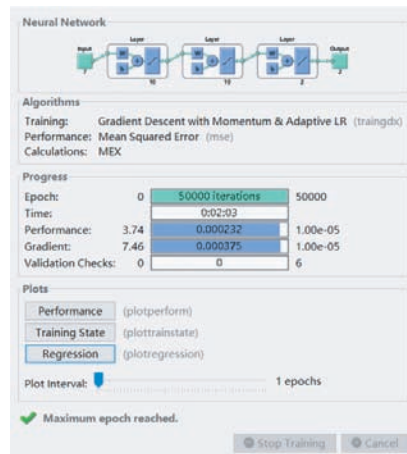 Neural Network
Layer Layer Layer
Input Output
W W W
b b b
7 10 10 2 2
Algorithms
Training: Gradient Descent with Momentum & Adaptive LR (traingdx)
Performance: Mean Squared Error (mse)
Calculations: MEX
Progress
Epoch: 0 50000 iterations 50000
Time: 0:02:03
Performance: 3.74 0.000232 1.00e-05
Gradient: 7.46 0.000375 1.00e-05
Validation Checks: 0 0 6
Plots
Performance (plotperform)
Training State (plottrainstate)
Regression (plotregression)
Plot Interval: 1 epochs
Maximum epoch reached.
Stop Training Cancel